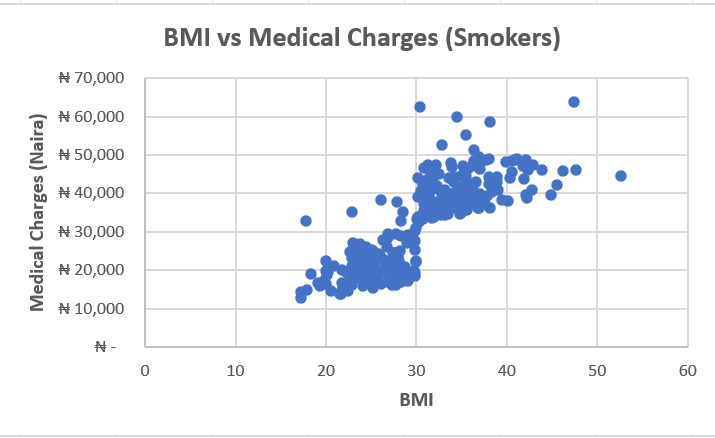 BMI vs Medical Charges (Smokers)
Medical Charges (Naira)
₦ 70,000
₦ 60,000
₦ 50,000
₦ 40,000
₦ 30,000
₦ 20,000
₦ 10,000
₦ -
0 10 20 30 40 50 60
BMI